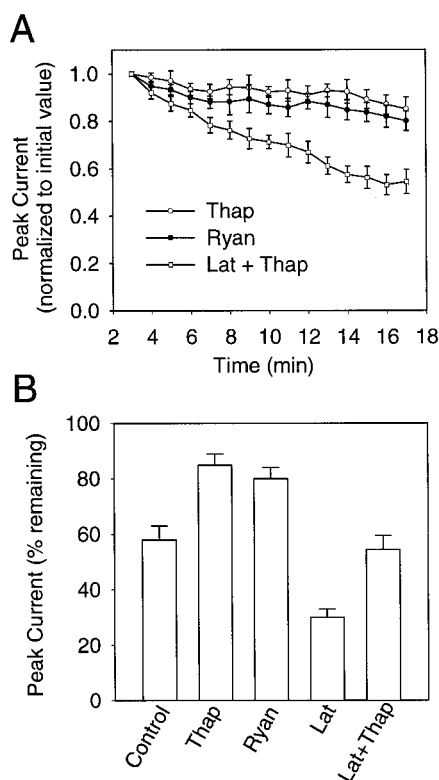 A
Peak Current
(normalized to initial value)
1.0
0.8
0.6
0.4
0.2
0.0
Thap
Ryan
Lat + Thap
2 4 6 8 10 12 14 16 18
Time (min)
B
Peak Current (% remaining)
100
80
60
40
20
0
Control
Thap
Ryan
Lat
Lat+Thap